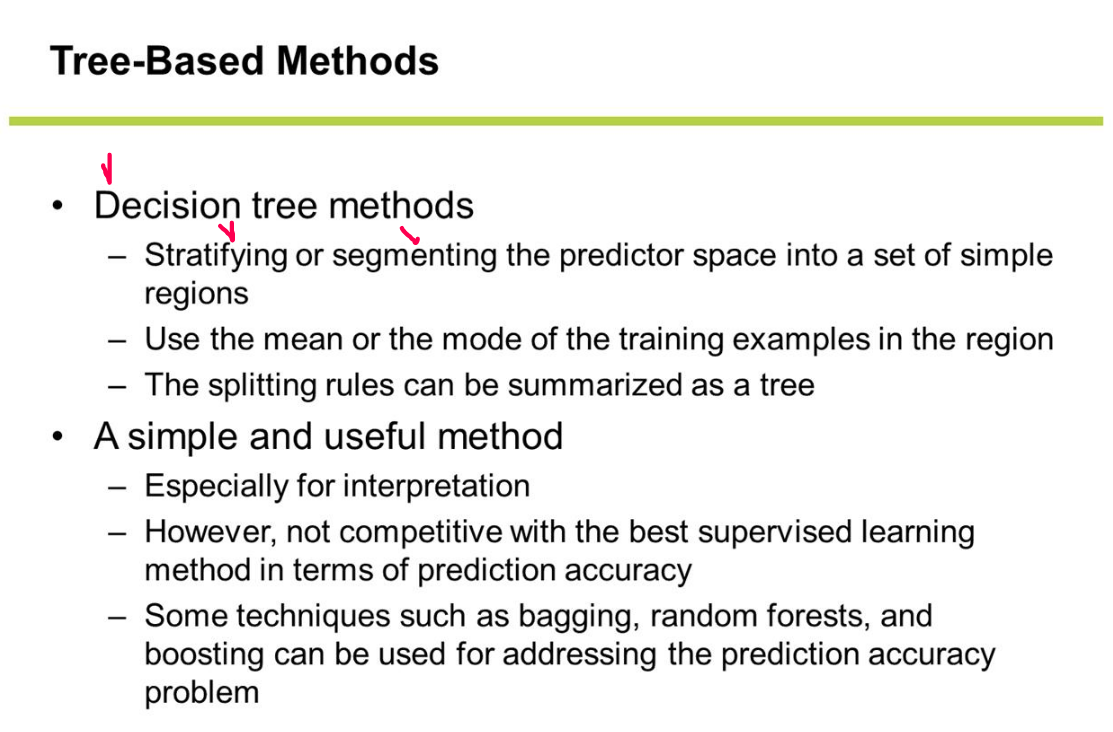 Tree-Based Methods
• Decision tree methods
– Stratifying or segmenting the predictor space into a set of simple
regions
– Use the mean or the mode of the training examples in the region
– The splitting rules can be summarized as a tree
• A simple and useful method
– Especially for interpretation
– However, not competitive with the best supervised learning
method in terms of prediction accuracy
– Some techniques such as bagging, random forests, and
boosting can be used for addressing the prediction accuracy
problem